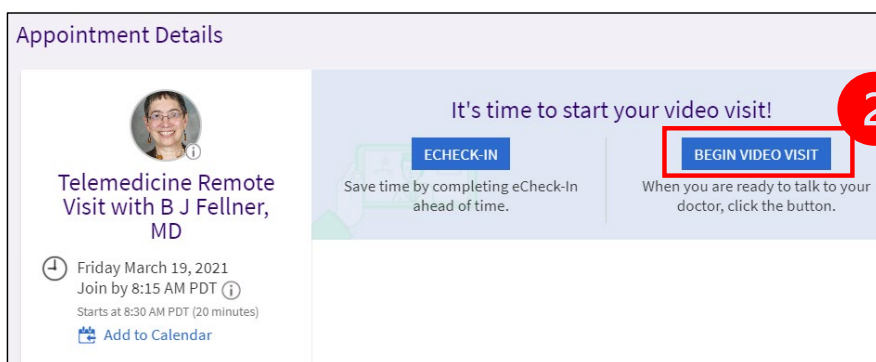 Appointment Details
Telemedicine Remote
Visit with B J Fellner,
MD
Friday March 19, 2021
Join by 8:15 AM PDT
Starts at 8:30 AM PDT (20 minutes)
Add to Calendar
It's time to start your video visit!
ECHECK-IN
Save time by completing eCheck-In
ahead of time.
BEGIN VIDEO VISIT
When you are ready to talk to your
doctor, click the button.
2